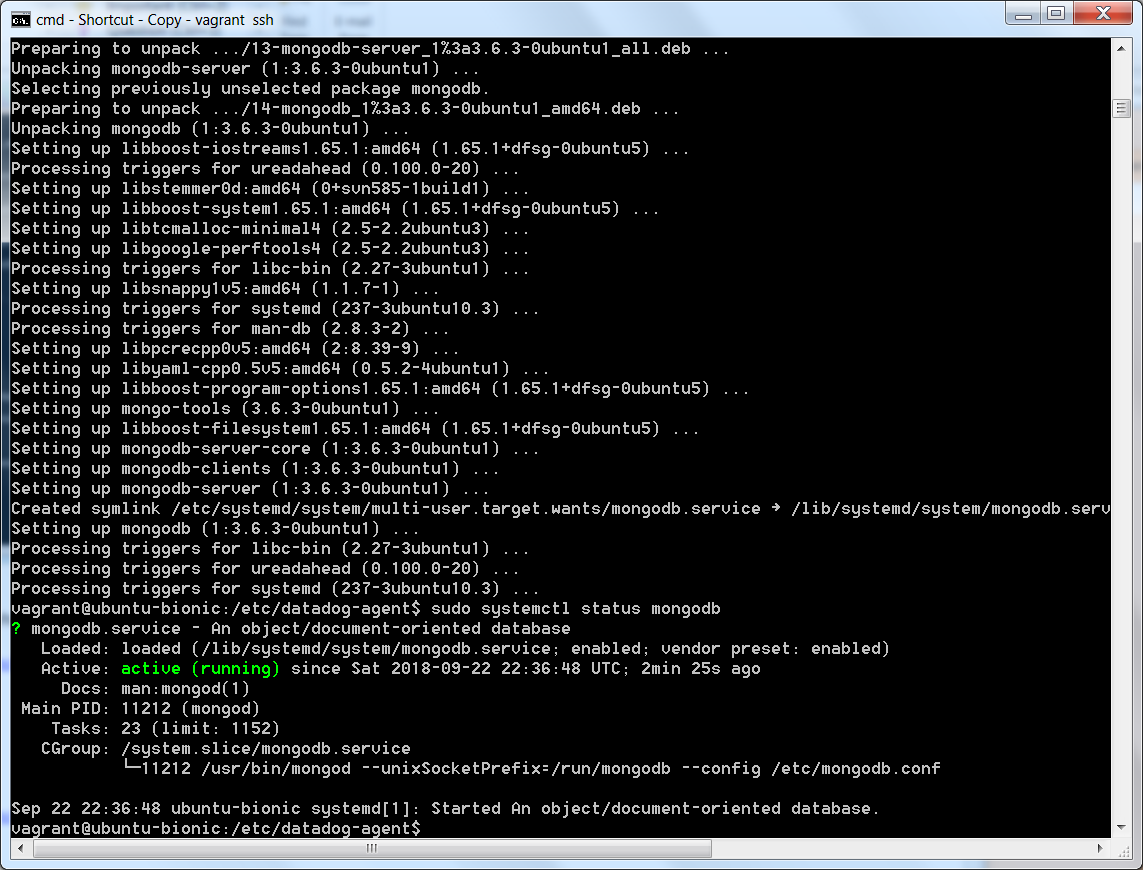 cmd - Shortcut - Copy - vagrant  ssh
Preparing to unpack .../13-mongodb-server_1%3a3.6.3-0ubuntu1_all.deb ...
Unpacking mongodb-server (1:3.6.3-0ubuntu1) ...
Selecting previously unselected package mongodb.
Preparing to unpack .../14-mongodb_1%3a3.6.3-0ubuntu1_amd64.deb ...
Unpacking mongodb (1:3.6.3-0ubuntu1) ...
Setting up libboost-iostreams1.65.1:amd64 (1.65.1+dfsg-0ubuntu5) ...
Processing triggers for ureadahead (0.100.0-20) ...
Setting up libstemmer0d:amd64 (0+svn585-1build1) ...
Setting up libboost-system1.65.1:amd64 (1.65.1+dfsg-0ubuntu5) ...
Setting up libtcmalloc-minimal4 (2.5-2.2ubuntu3) ...
Setting up libgoogle-perftools4 (2.5-2.2ubuntu3) ...
Processing triggers for libc-bin (2.27-3ubuntu1) ...
Setting up libsnappy1v5:amd64 (1.1.7-1) ...
Processing triggers for systemd (237-3ubuntu10.3) ...
Processing triggers for man-db (2.8.3-2) ...
Setting up libpcrecpp0v5:amd64 (2:8.39-9) ...
Setting up libyaml-cpp0.5v5:amd64 (0.5.2-4ubuntu1) ...
Setting up libboost-program-options1.65.1:amd64 (1.65.1+dfsg-0ubuntu5) ...
Setting up mongo-tools (3.6.3-0ubuntu1) ...
Setting up libboost-filesystem1.65.1:amd64 (1.65.1+dfsg-0ubuntu5) ...
Setting up mongodb-server-core (1:3.6.3-0ubuntu1) ...
Setting up mongodb-clients (1:3.6.3-0ubuntu1) ...
Setting up mongodb-server (1:3.6.3-0ubuntu1) ...
Created symlink /etc/systemd/system/multi-user.target.wants/mongodb.service → /lib/systemd/system/mongodb.serv
Setting up mongodb (1:3.6.3-0ubuntu1) ...
Processing triggers for libc-bin (2.27-3ubuntu1) ...
Processing triggers for ureadahead (0.100.0-20) ...
Processing triggers for systemd (237-3ubuntu10.3) ...
vagrant@ubuntu-bionic:/etc/datadog-agent$ sudo systemctl status mongodb
? mongodb.service - An object/document-oriented database
   Loaded: loaded (/lib/systemd/system/mongodb.service; enabled; vendor preset: enabled)
   Active: active (running) since Sat 2018-09-22 22:36:48 UTC; 2min 25s ago
     Docs: man:mongod(1)
 Main PID: 11212 (mongod)
    Tasks: 23 (limit: 1152)
   CGroup: /system.slice/mongodb.service
           └─11212 /usr/bin/mongod --unixSocketPrefix=/run/mongodb --config /etc/mongodb.conf
Sep 22 22:36:48 ubuntu-bionic systemd[1]: Started An object/document-oriented database.
vagrant@ubuntu-bionic:/etc/datadog-agent$